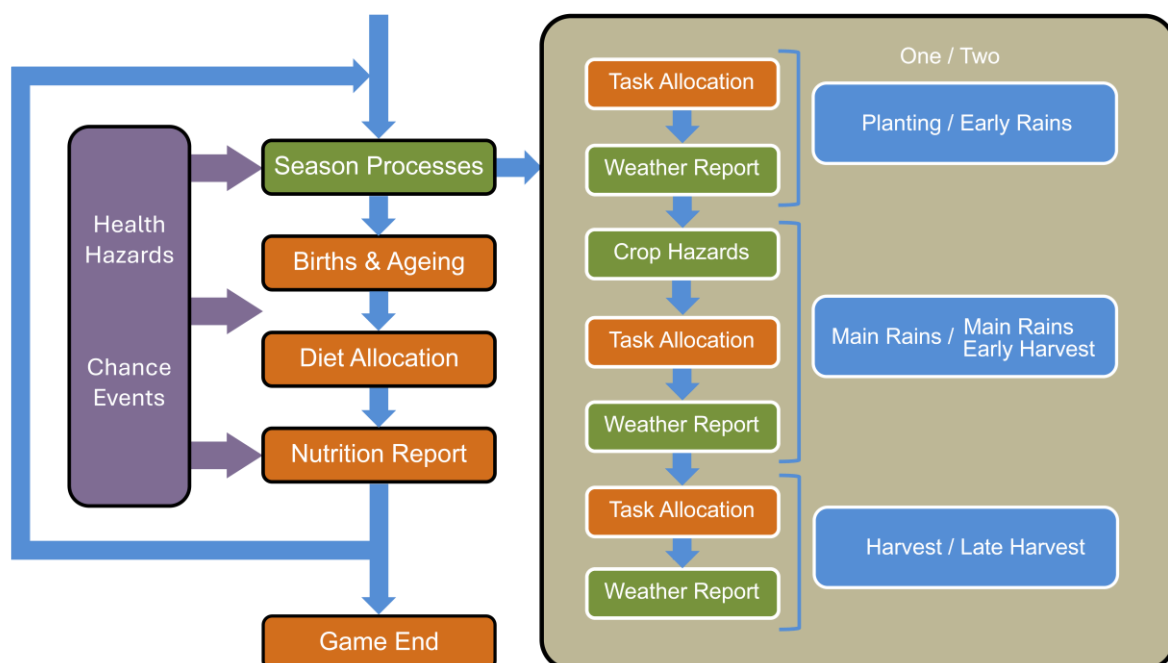 Season Processes
Births & Ageing
Diet Allocation
Nutrition Report
Game End
Health
Hazards
Chance
Events
One / Two
Task Allocation
Weather Report
Planting / Early Rains
Crop Hazards
Task Allocation
Weather Report
Main Rains / Main Rains
Early Harvest
Task Allocation
Weather Report
Harvest / Late Harvest